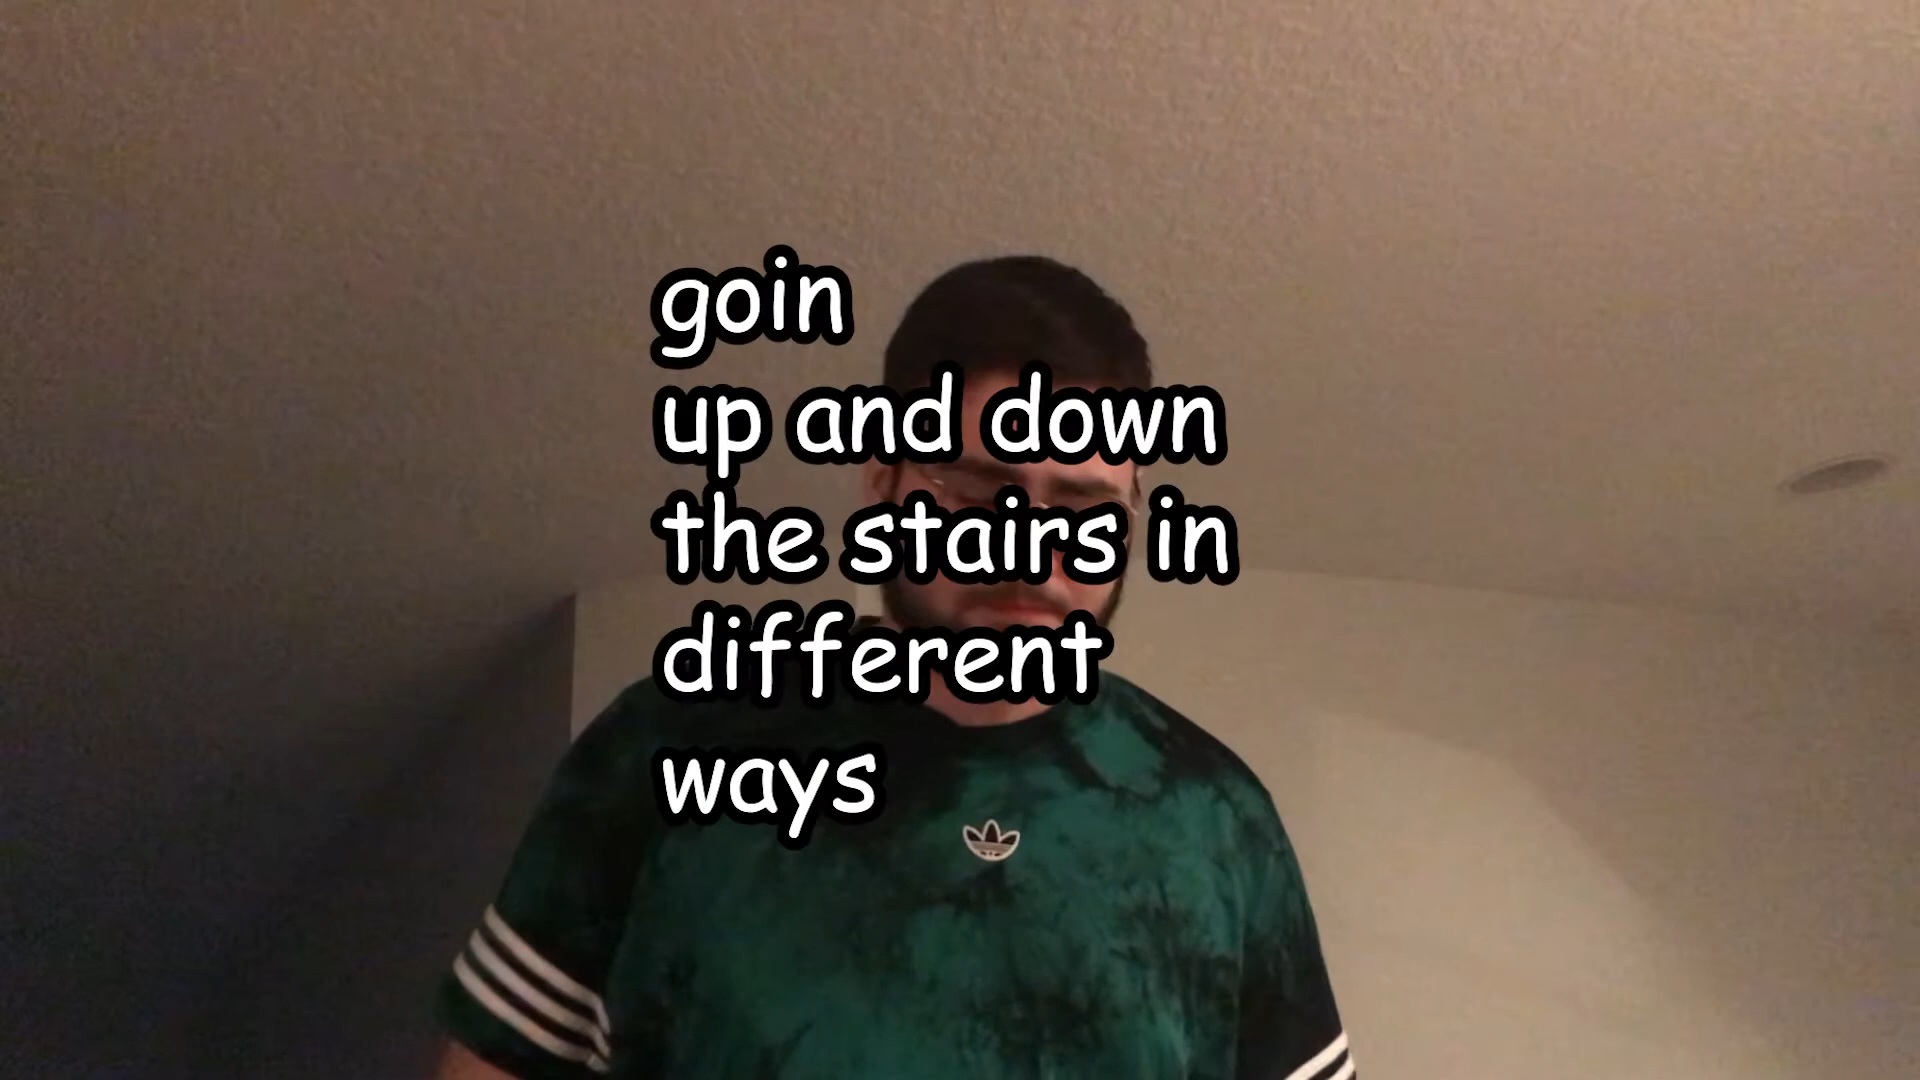 goin
up and down
the stairs in
different
ways